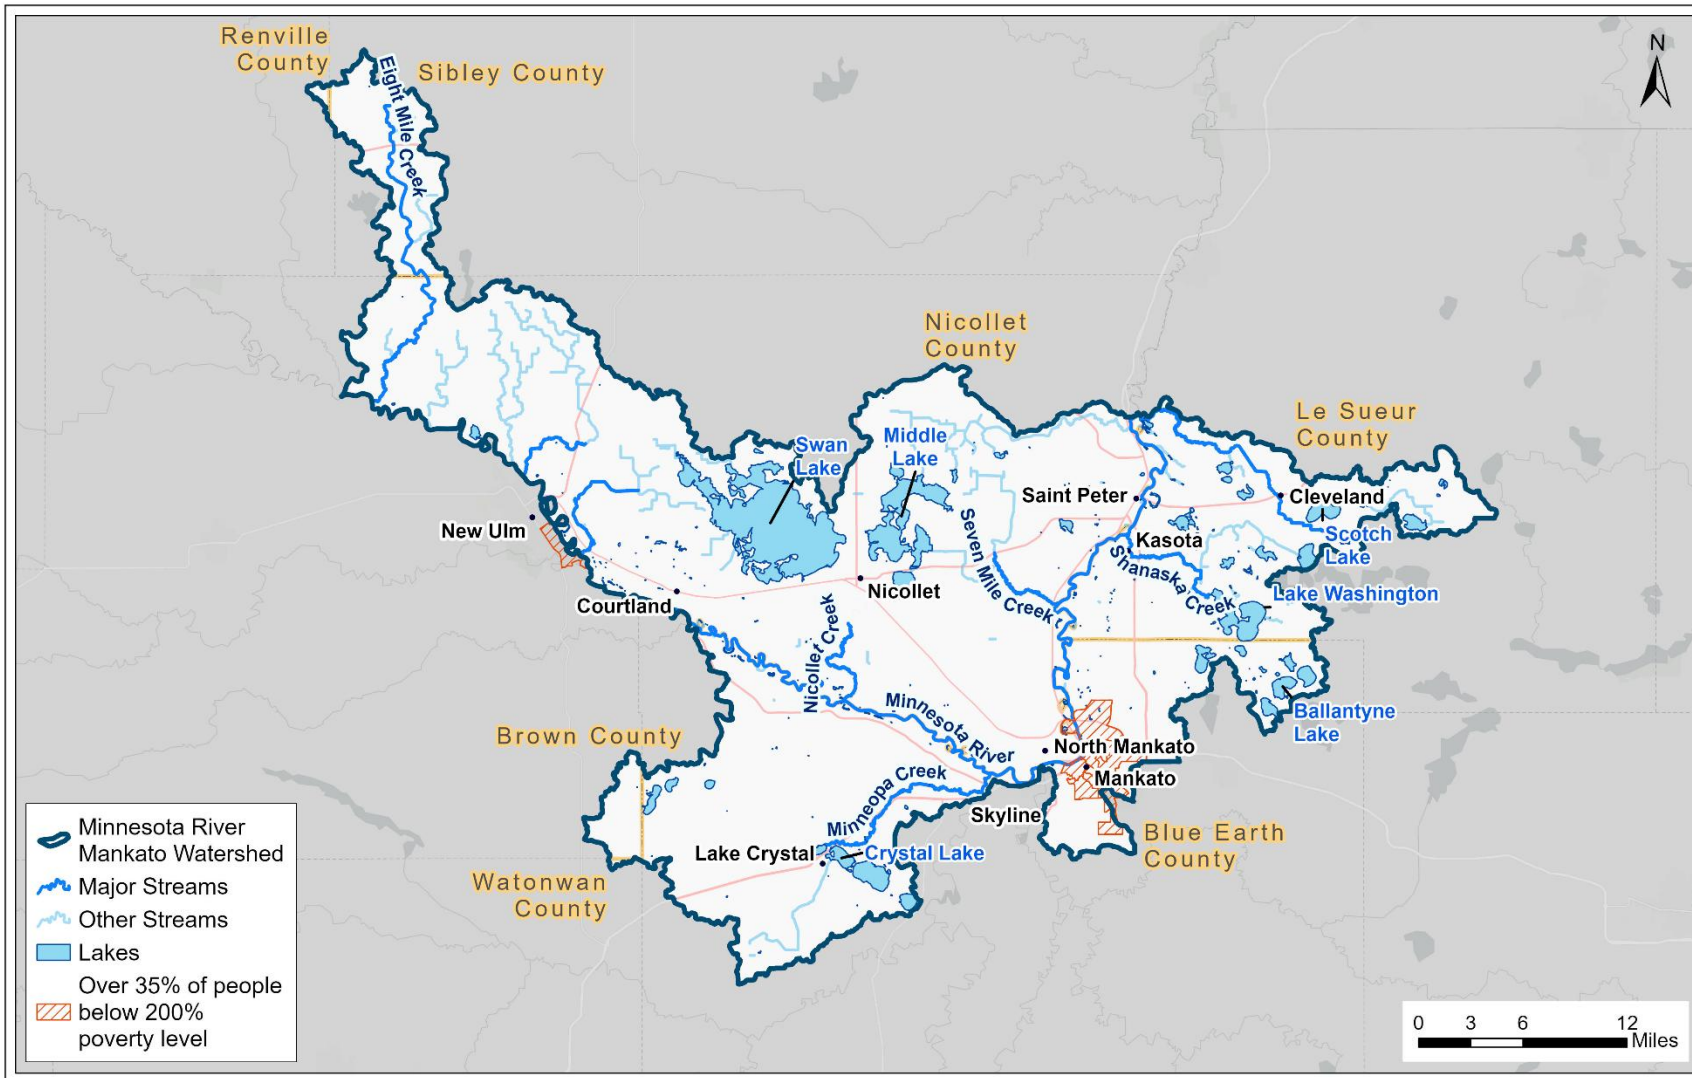 Renville
County
Sibley County
Eight Mile Creek
N
Nicollet
County
Le Sueur
County
Swan
Lake
Middle
Lake
Saint Peter
Cleveland
New Ulm
Seven Mile Creek
Kasota
Scotch
Lake
Shanaska Creek
Lake Washington
Courtland
Nicollet
Nicollet Creek
Ballantyne
Lake
Minnesota River
Brown County
North Mankato
Mankato
Minneopa Creek
Skyline
Blue Earth
County
Lake Crystal
Crystal Lake
Watonwan
County
Minnesota River
Mankato Watershed
Major Streams
Other Streams
Lakes
Over 35% of people
below 200%
poverty level
0 3 6 12
Miles